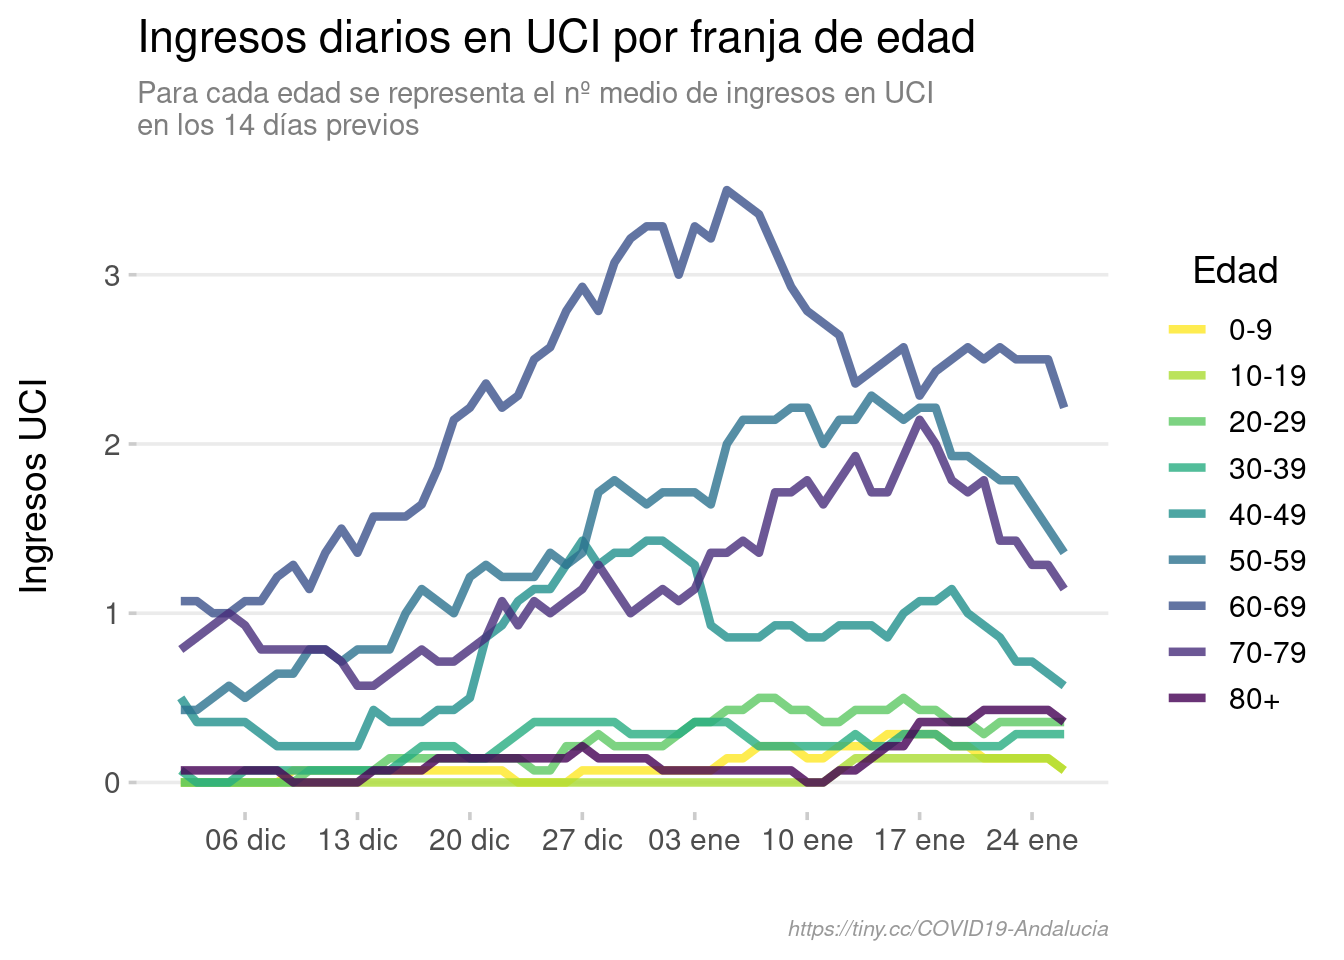 Ingresos diarios en UCI por franja de edad
Para cada edad se representa el nº medio de ingresos en UCI
en los 14 días previos
Ingresos UCI
3
2
1
0
06 dic
13 dic
20 dic
27 dic
03 ene
10 ene
17 ene
24 ene
Edad
0-9
10-19
20-29
30-39
40-49
50-59
60-69
70-79
80+
https://tiny.cc/COVID19-Andalucia